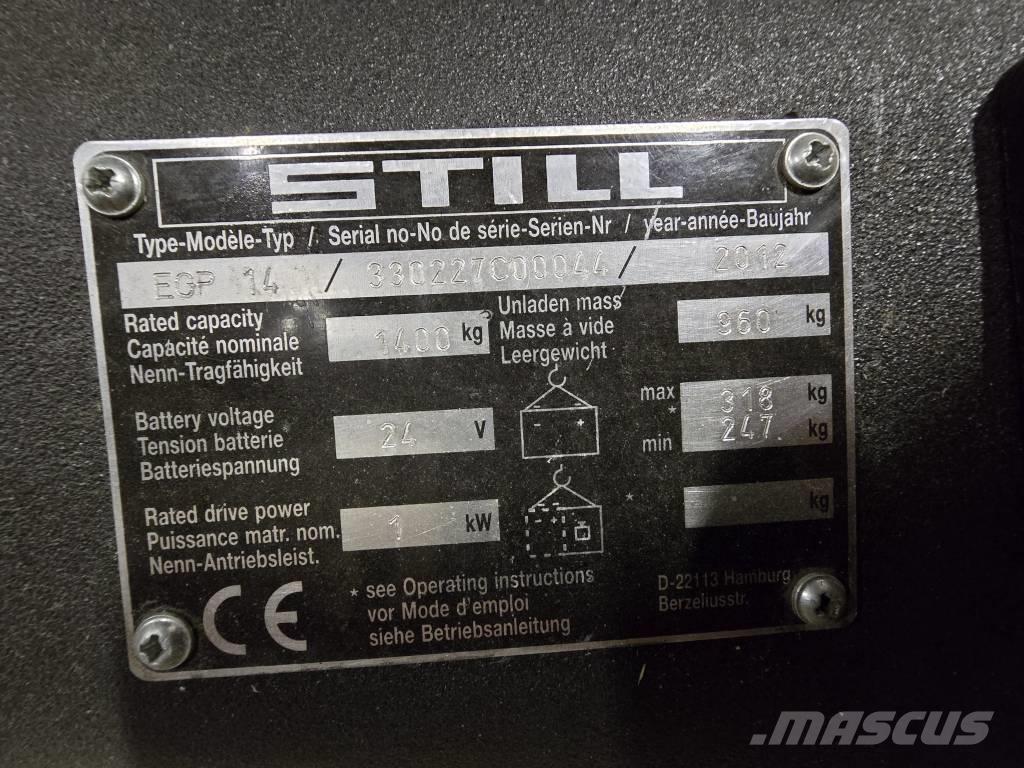 STILL
Type-Modèle-Typ / Serial no-No de série-Serien-Nr / year-année-Baujahr
EGP 14 / 330227C00044 / 2012
Rated capacity
Capacité nominale
Nenn-Tragfähigkeit
1400 kg
Unladen mass
Masse à vide
Leergewicht
960 kg
Battery voltage
Tension batterie
Batteriespannung
24 V
- +
max 318 kg
*
min 247 kg
Rated drive power
Puissance matr. nom.
Nenn-Antriebsleist.
1 kW
- +
*
kg
CE
* see Operating instructions
vor Mode d'emploi
siehe Betriebsanleitung
D-22113 Hamburg
Berzeliusstr.
MASCUS